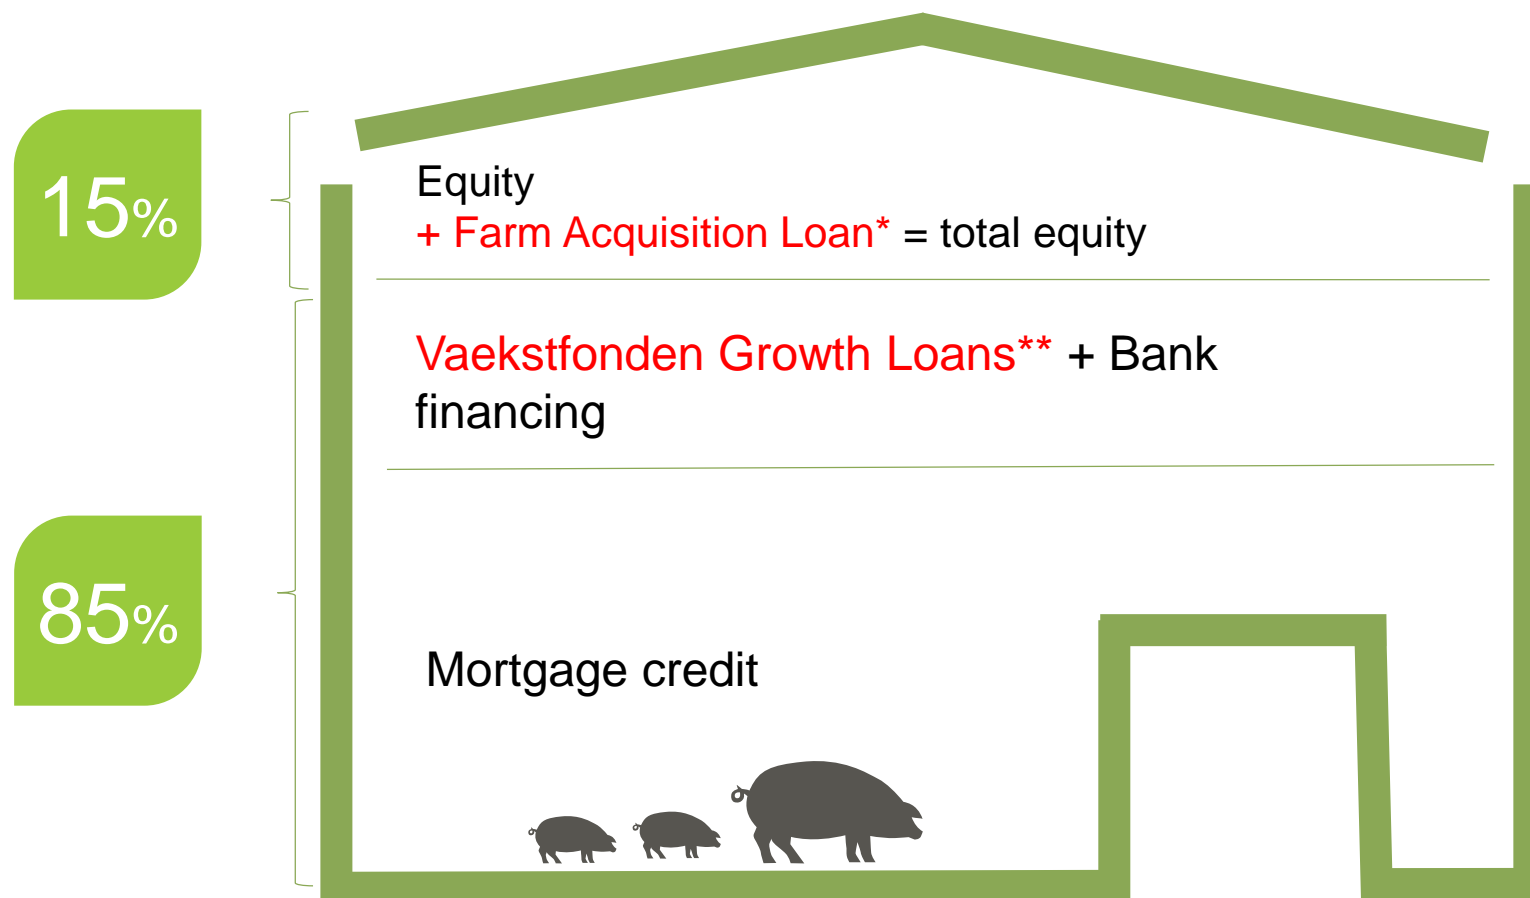 15%
Equity
+ Farm Acquisition Loan* = total equity
Vaekstfonden Growth Loans** + Bank
financing
85%
Mortgage credit